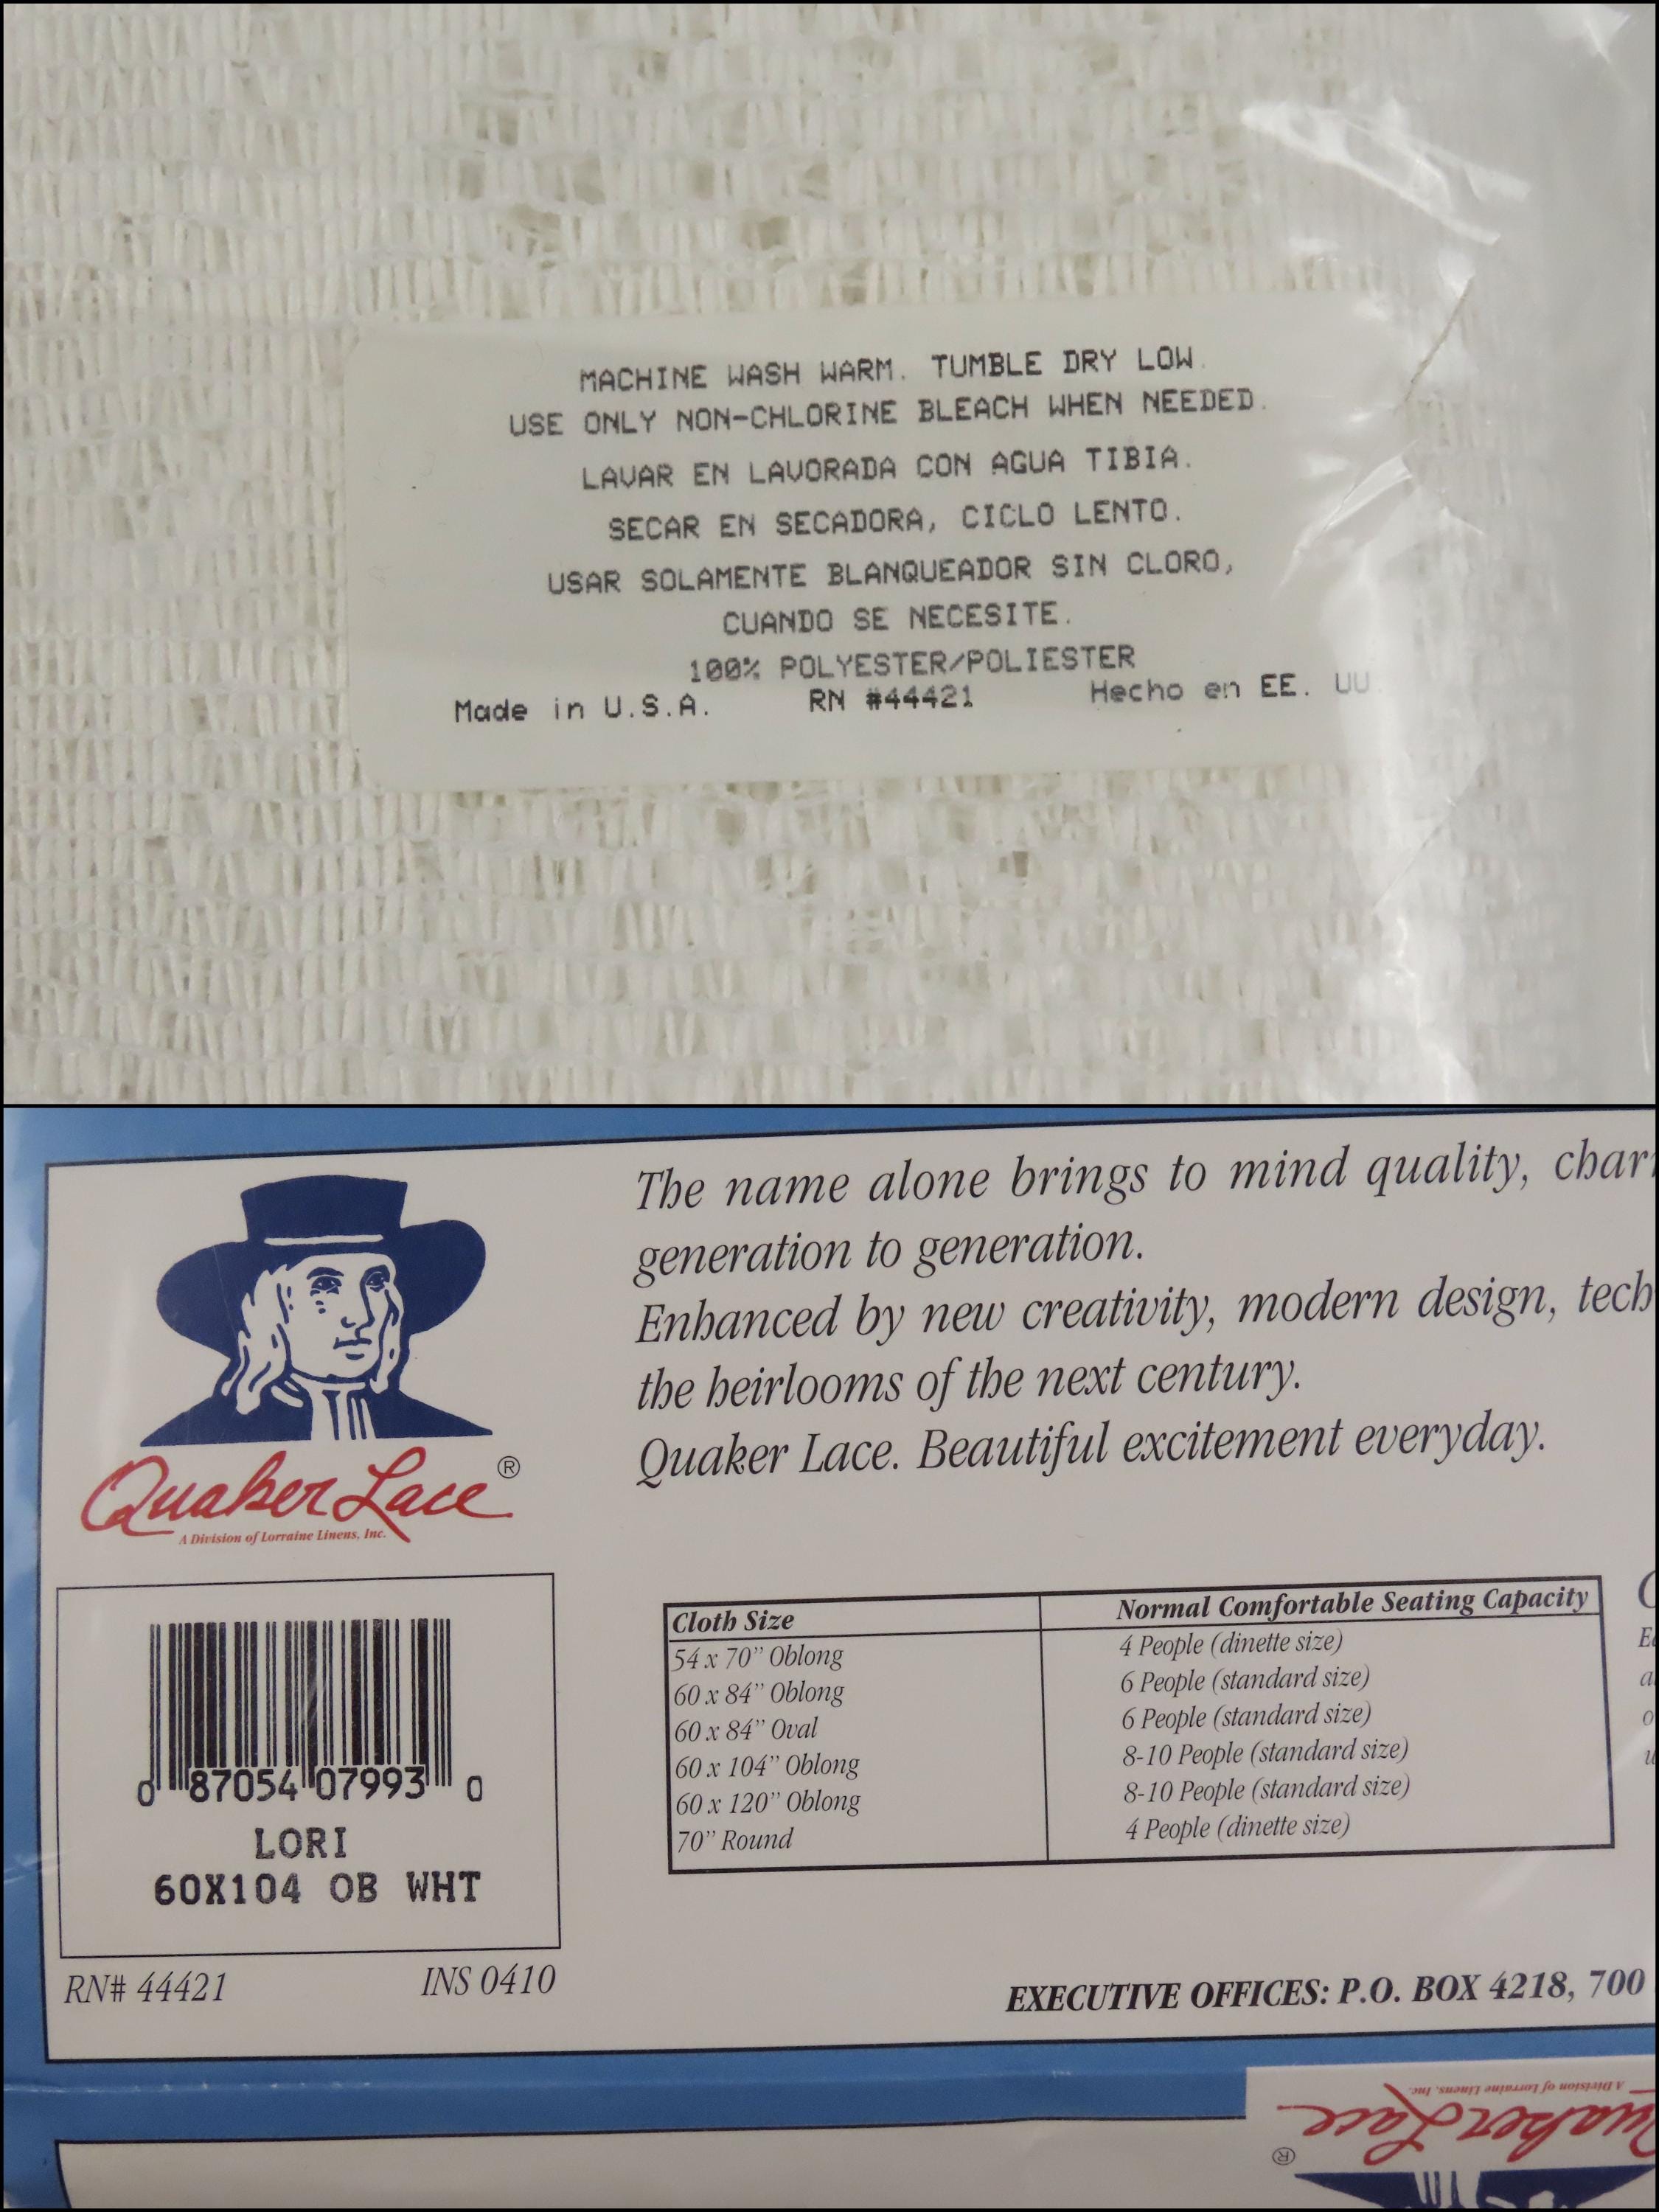 MACHINE WASH WARM. TUMBLE DRY LOW.
USE ONLY NON-CHLORINE BLEACH WHEN NEEDED.
LAVAR EN LAVORADA CON AGUA TIBIA.
SECAR EN SECADORA, CICLO LENTO.
USAR SOLAMENTE BLANQUEADOR SIN CLORO,
CUANDO SE NECESITE.
100% POLYESTER/POLIESTER
Made in U.S.A. RN #44421 Hecho en EE. UU.
The name alone brings to mind quality,
generation to generation.
Enhanced by new creativity, modern design,
the heirlooms of the next century.
Quaker Lace. Beautiful excitement everyday.
Quaker Lace®
A Division of Lorraine Linens, Inc.
0 87054 07993 0
LORI
60X104 OB WHT
RN# 44421 INS 0410
Cloth Size Normal Comfortable Seating Capacity
54 x 70" Oblong 4 People (dinette size)
60 x 84" Oblong 6 People (standard size)
60 x 84" Oval 6 People (standard size)
60 x 104" Oblong 8-10 People (standard size)
60 x 120" Oblong 8-10 People (standard size)
70" Round 4 People (dinette size)
EXECUTIVE OFFICES: P.O. BOX 4218, 700
A Division of Lorraine Linens, Inc.
Quaker Lace
®